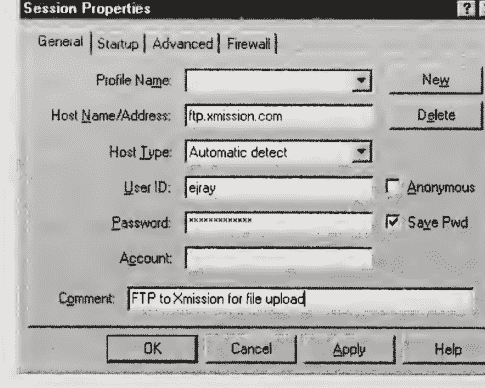 Session Properties
General Startup Advanced Firewall
Profile Name: New
Host Name/Address: ftp.xmission.com Delete
Host Type: Automatic detect
User ID: ejray Anonymous
Password: ************* Save Pwd
Account:
Comment: FTP to Xmission for file upload
OK Cancel Apply Help